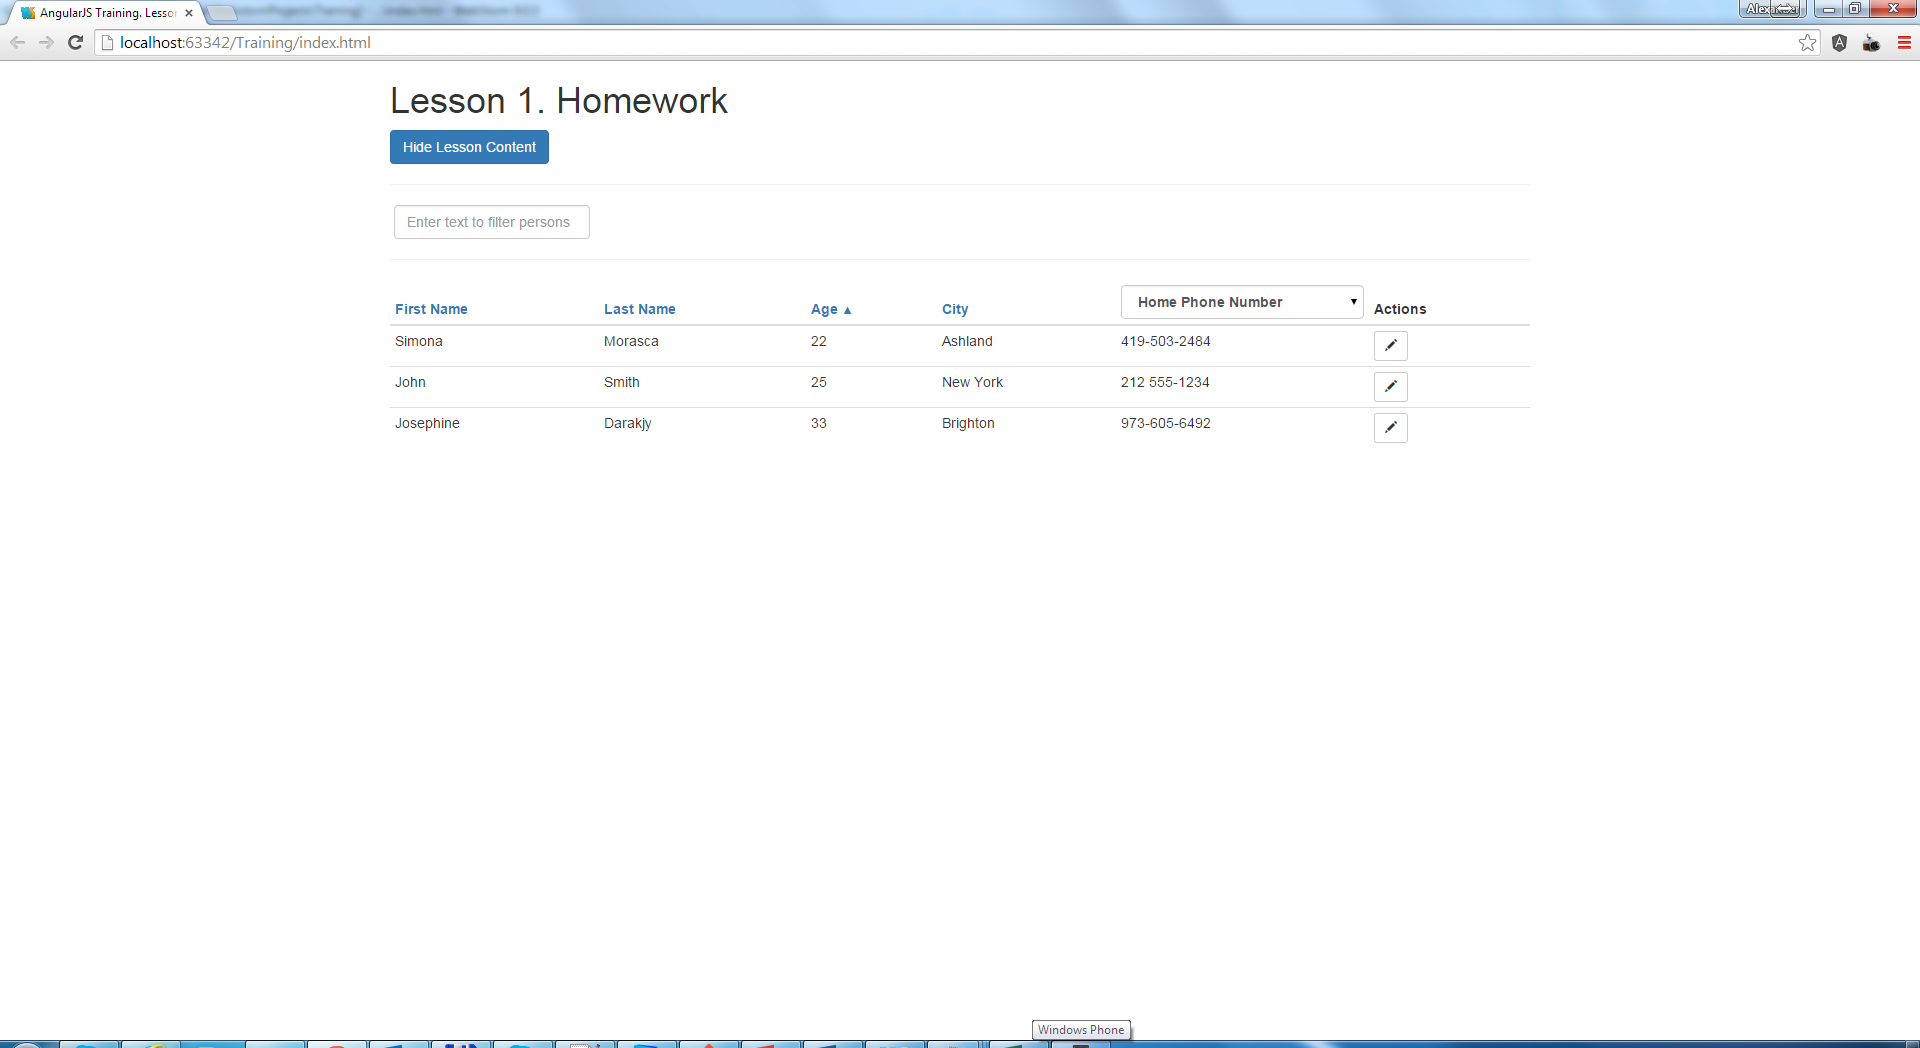 AngularJS Training. Lesso
localhost:63342/Training/index.html
Lesson 1. Homework
Hide Lesson Content
Enter text to filter persons
First Name Last Name Age ▲ City Home Phone Number Actions
Simona Morasca 22 Ashland 419-503-2484
John Smith 25 New York 212 555-1234
Josephine Darakjy 33 Brighton 973-605-6492
Windows Phone